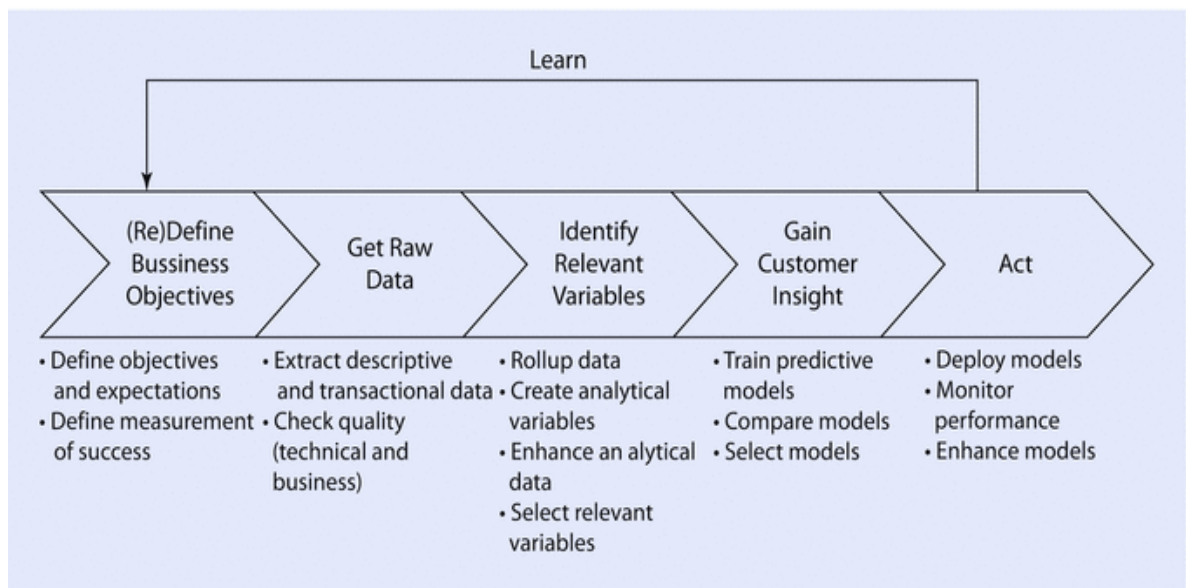 Learn
(Re)Define
Bussiness
Objectives
Get Raw
Data
Identify
Relevant
Variables
Gain
Customer
Insight
Act
• Define objectives
and expectations
• Define measurement
of success
• Extract descriptive
and transactional data
• Check quality
(technical and
business)
• Rollup data
• Create analytical
variables
• Enhance an alytical
data
• Select relevant
variables
• Train predictive
models
• Compare models
• Select models
• Deploy models
• Monitor
performance
• Enhance models